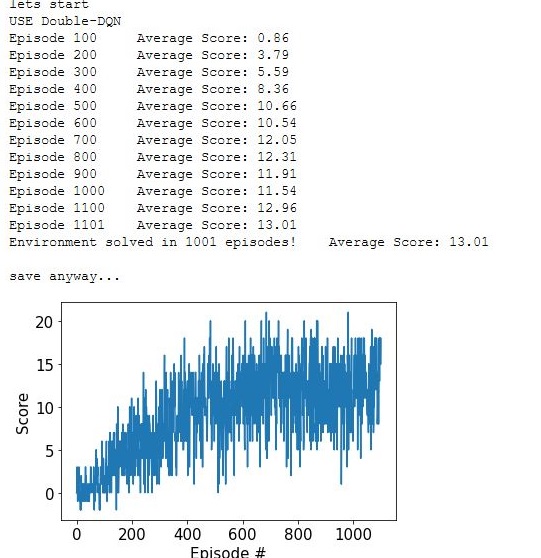 lets start
USE Double-DQN
Episode 100 Average Score: 0.86
Episode 200 Average Score: 3.79
Episode 300 Average Score: 5.59
Episode 400 Average Score: 8.36
Episode 500 Average Score: 10.66
Episode 600 Average Score: 10.54
Episode 700 Average Score: 12.05
Episode 800 Average Score: 12.31
Episode 900 Average Score: 11.91
Episode 1000 Average Score: 11.54
Episode 1100 Average Score: 12.96
Episode 1101 Average Score: 13.01
Environment solved in 1001 episodes! Average Score: 13.01
save anyway...
20
15
10
5
0
Score
0 200 400 600 800 1000
Episode #